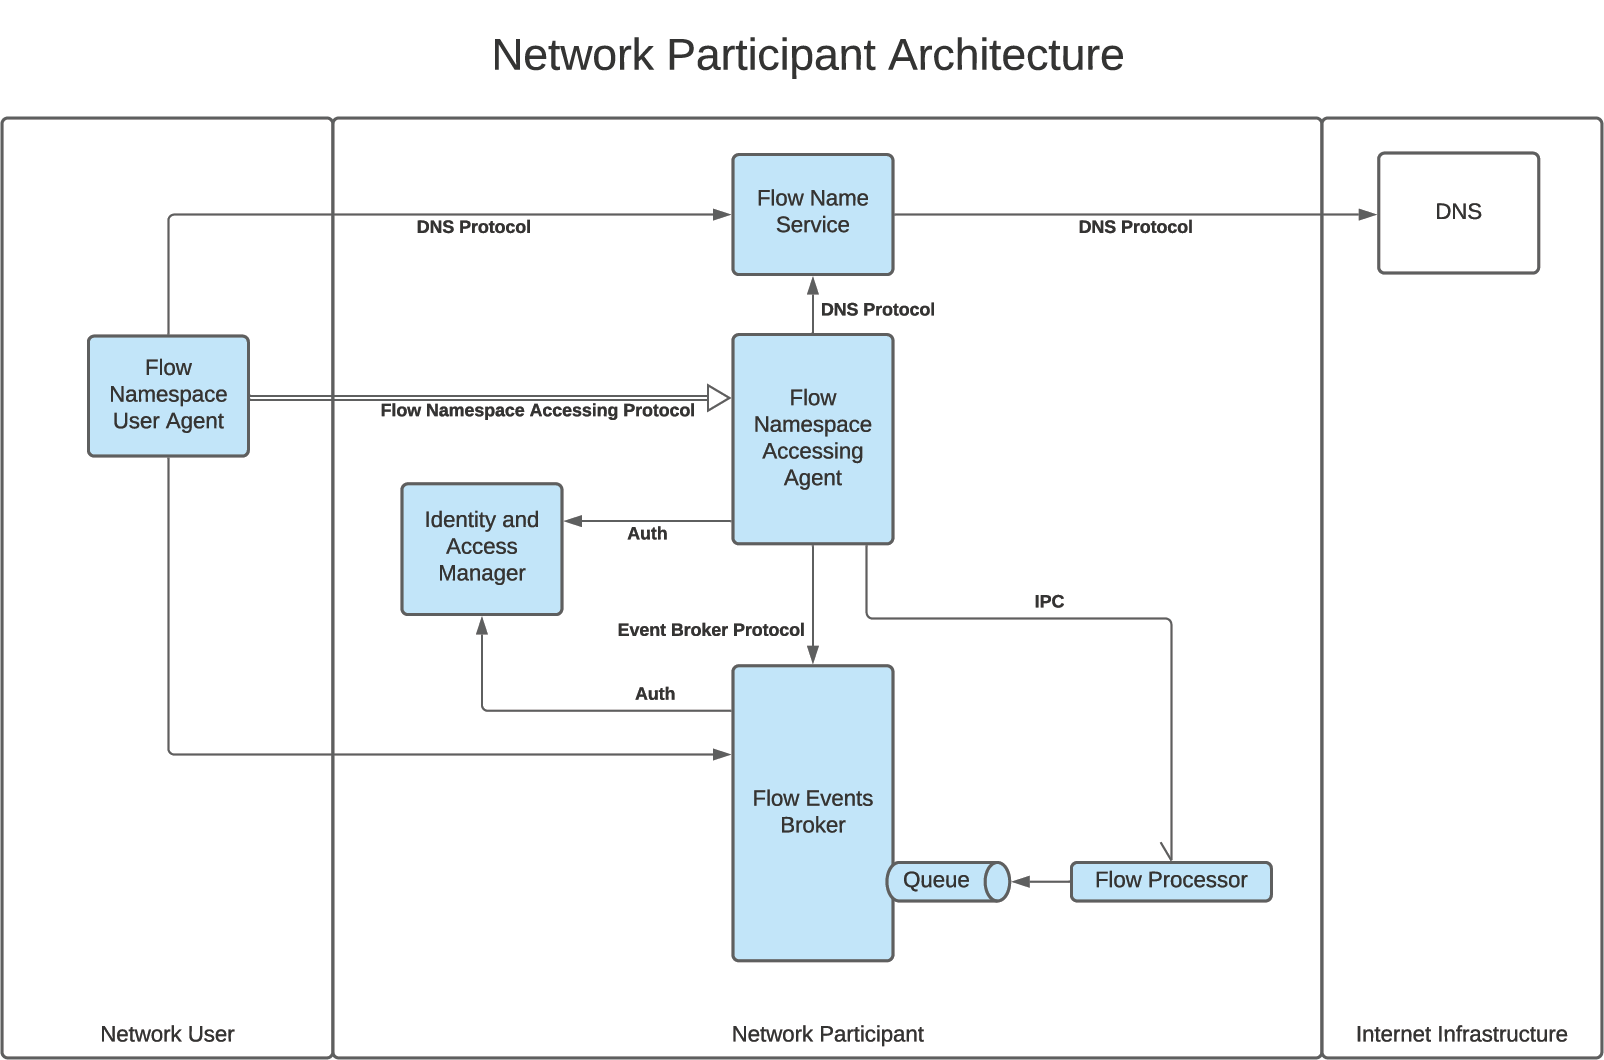 Network Participant Architecture
Flow Name
Service
DNS
DNS Protocol
DNS Protocol
DNS Protocol
Flow
Namespace
User Agent
Flow Namespace Accessing Protocol
Flow
Namespace
Accessing
Agent
Identity and
Access
Manager
Auth
IPC
Event Broker Protocol
Auth
Flow Events
Broker
Queue
Flow Processor
Network User
Network Participant
Internet Infrastructure